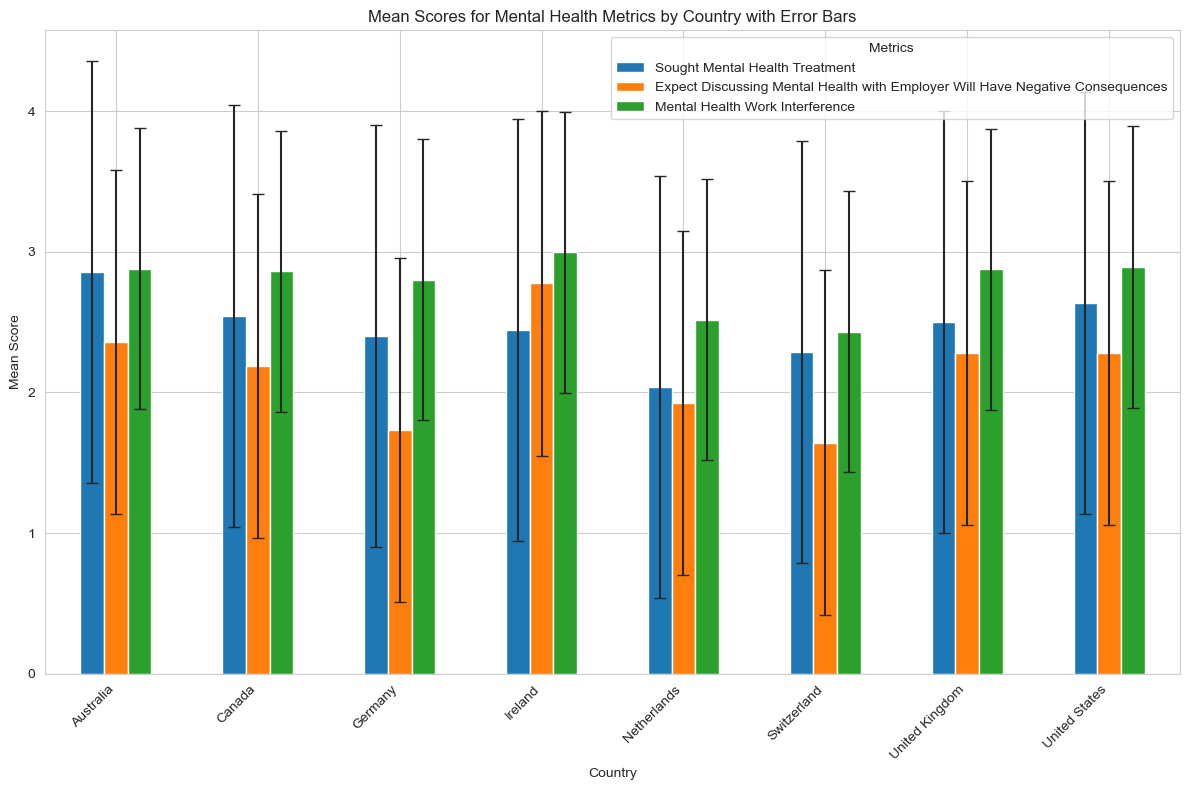 Mean Scores for Mental Health Metrics by Country with Error Bars
Metrics
Sought Mental Health Treatment
Expect Discussing Mental Health with Employer Will Have Negative Consequences
Mental Health Work Interference
Mean Score
4
3
2
1
0
Australia
Canada
Germany
Ireland
Netherlands
Switzerland
United Kingdom
United States
Country